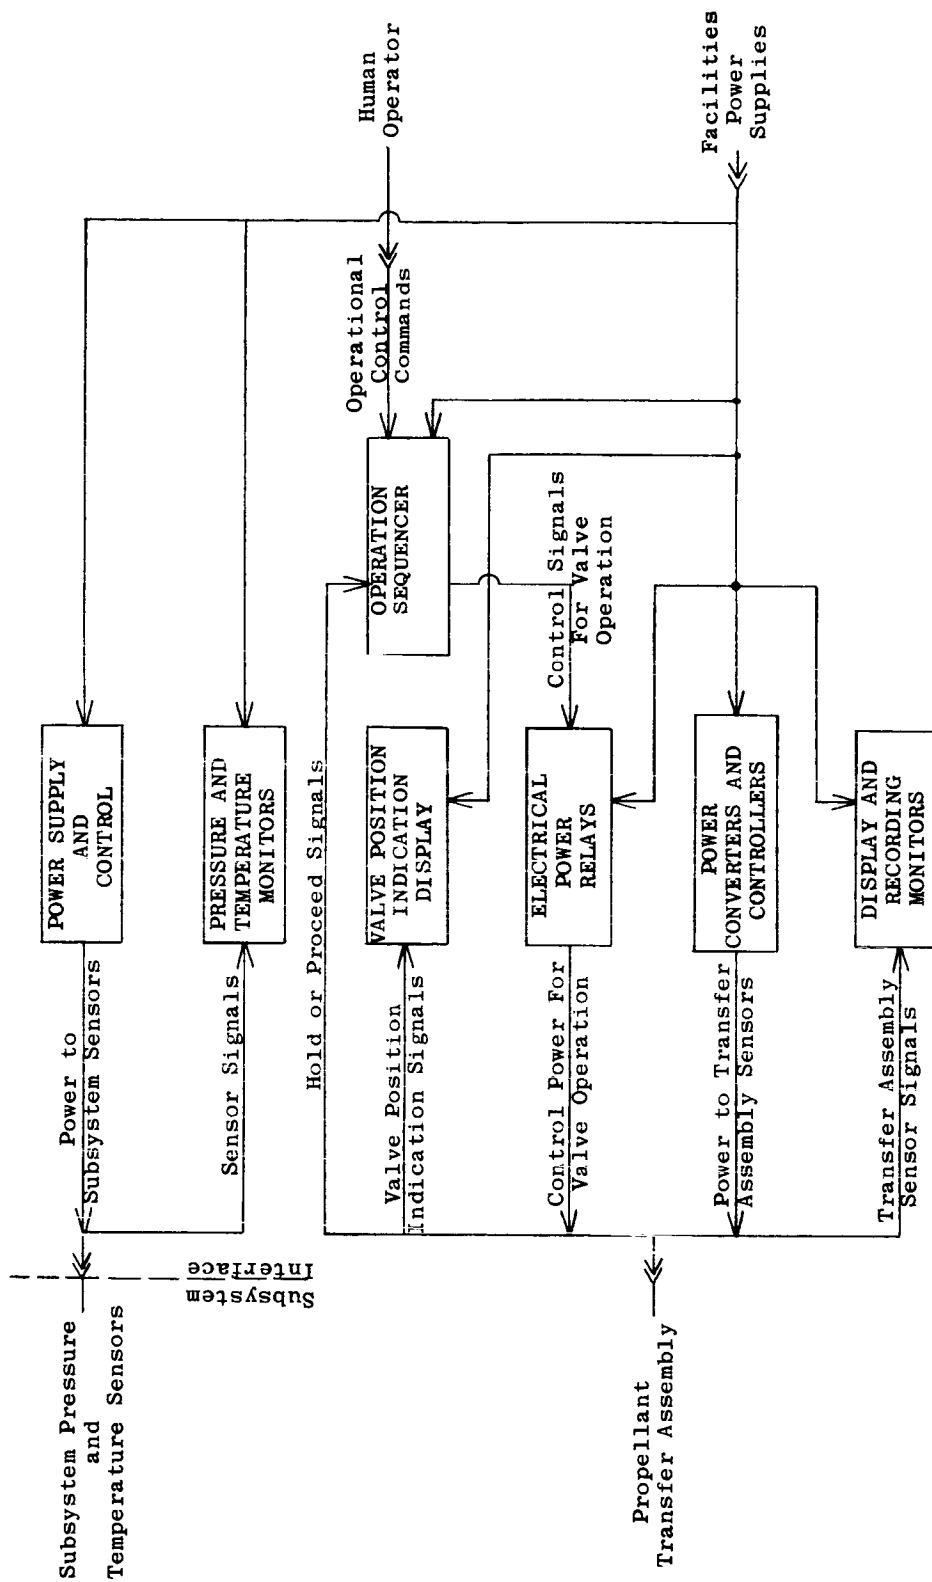 Subsystem Pressure
and
Temperature Sensors
Subsystem
Interface
Power to
Subsystem Sensors
Sensor Signals
POWER SUPPLY
AND
CONTROL
PRESSURE AND
TEMPERATURE
MONITORS
Hold or Proceed Signals
Valve Position
Indication Signals
VALVE POSITION
INDICATION
DISPLAY
OPERATION
SEQUENCER
Operational
Control
Commands
Human
Operator
Control Signals
For Valve
Operation
Control Power For
Valve Operation
ELECTRICAL
POWER
RELAYS
Propellant
Transfer Assembly
Power to Transfer
Assembly Sensors
POWER
CONVERTERS AND
CONTROLLERS
Facilities
Power
Supplies
Transfer Assembly
Sensor Signals
DISPLAY AND
RECORDING
MONITORS